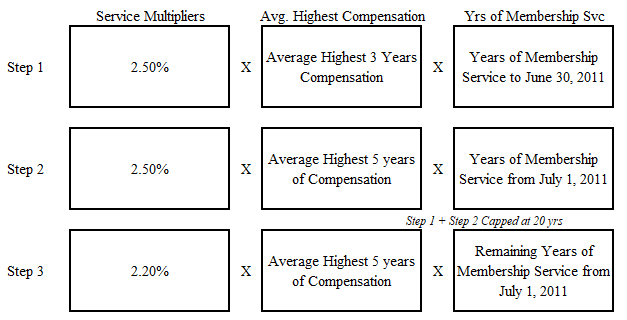 Service Multipliers Avg. Highest Compensation Yrs of Membership Svc
Step 1 2.50% X Average Highest 3 Years
Compensation X Years of Membership
Service to June 30, 2011
Step 2 2.50% X Average Highest 5 years
of Compensation X Years of Membership
Service from July 1, 2011
Step 1 + Step 2 Capped at 20 yrs
Step 3 2.20% X Average Highest 5 years
of Compensation X Remaining Years of
Membership Service from
July 1, 2011